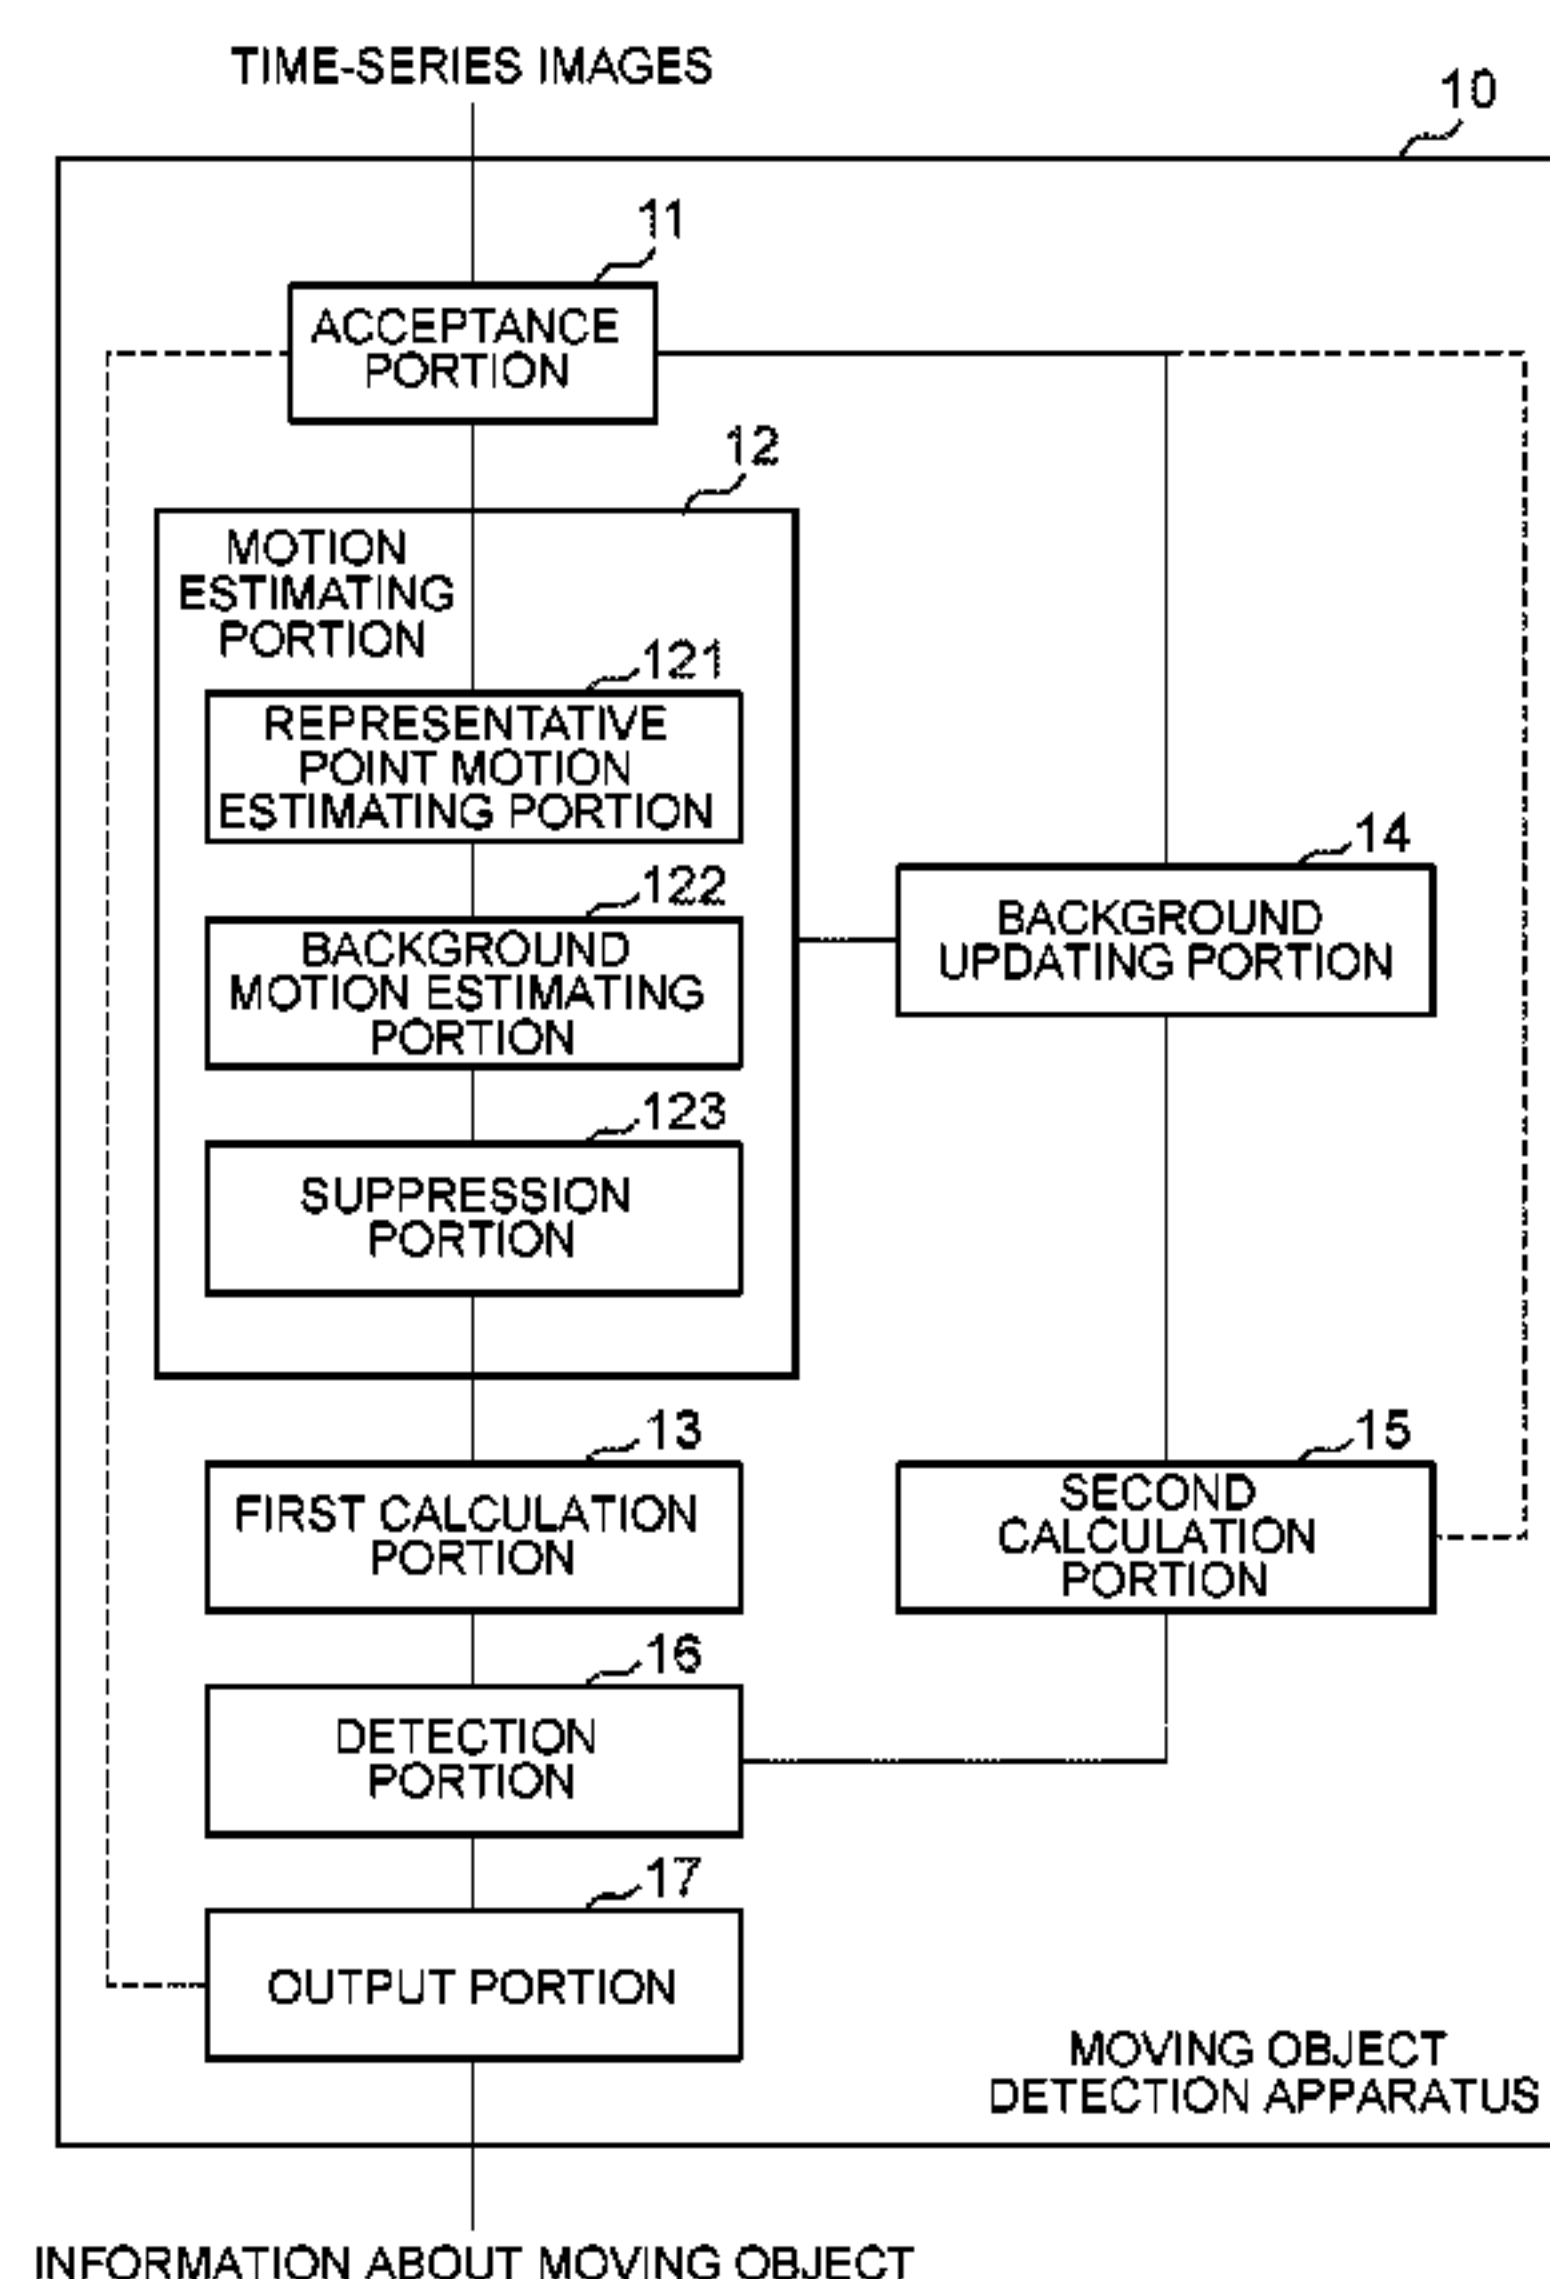 TIME-SERIES IMAGES
10
11
ACCEPTANCE
PORTION
12
MOTION
ESTIMATING
PORTION
121
REPRESENTATIVE
POINT MOTION
ESTIMATING PORTION
122
BACKGROUND
MOTION ESTIMATING
PORTION
14
BACKGROUND
UPDATING PORTION
123
SUPPRESSION
PORTION
13
FIRST CALCULATION
PORTION
15
SECOND
CALCULATION
PORTION
16
DETECTION
PORTION
17
OUTPUT PORTION
MOVING OBJECT
DETECTION APPARATUS
INFORMATION ABOUT MOVING OBJECT